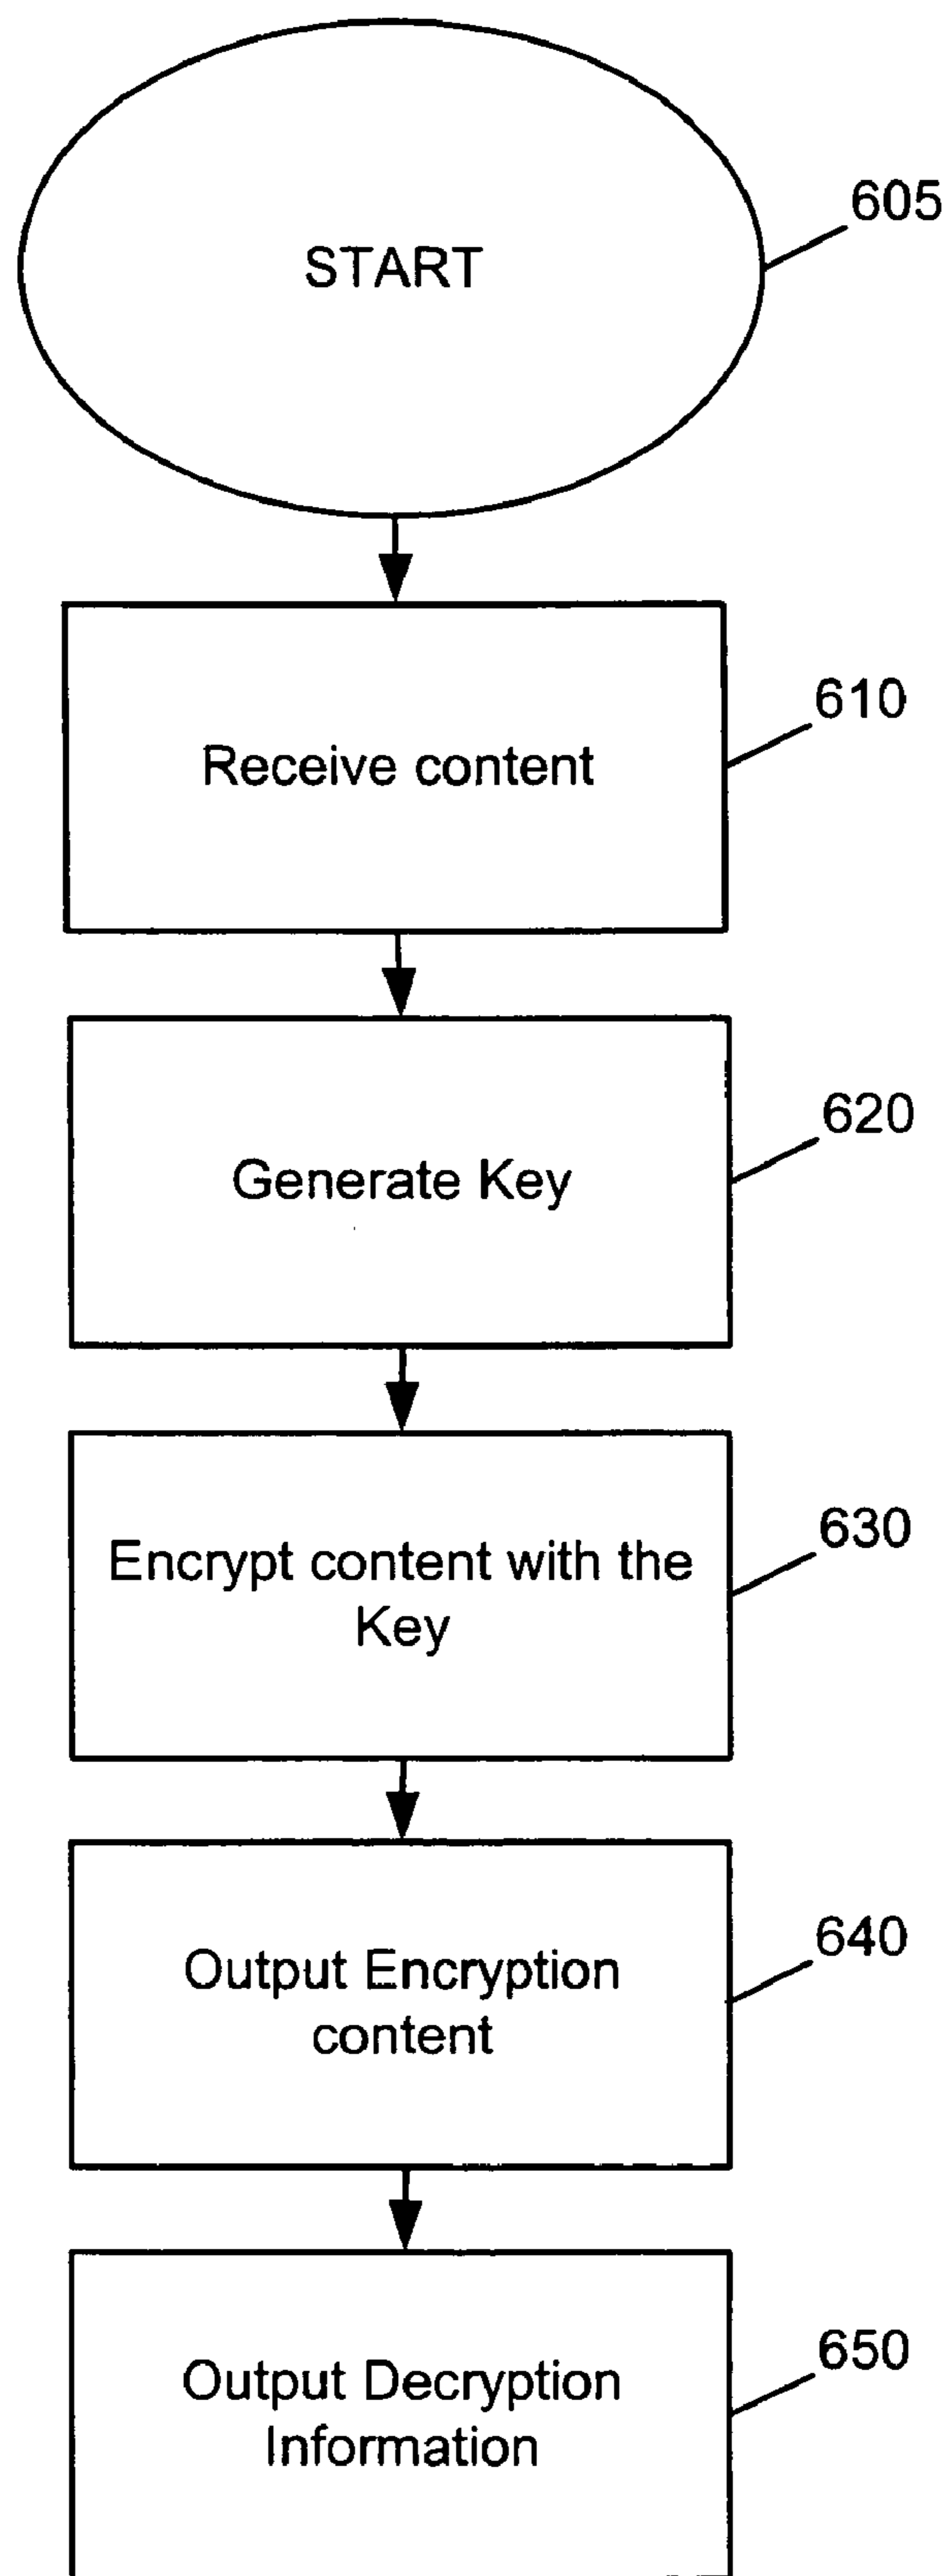 START
605
Receive content
610
Generate Key
620
Encrypt content with the
Key
630
Output Encryption
content
640
Output Decryption
Information
650